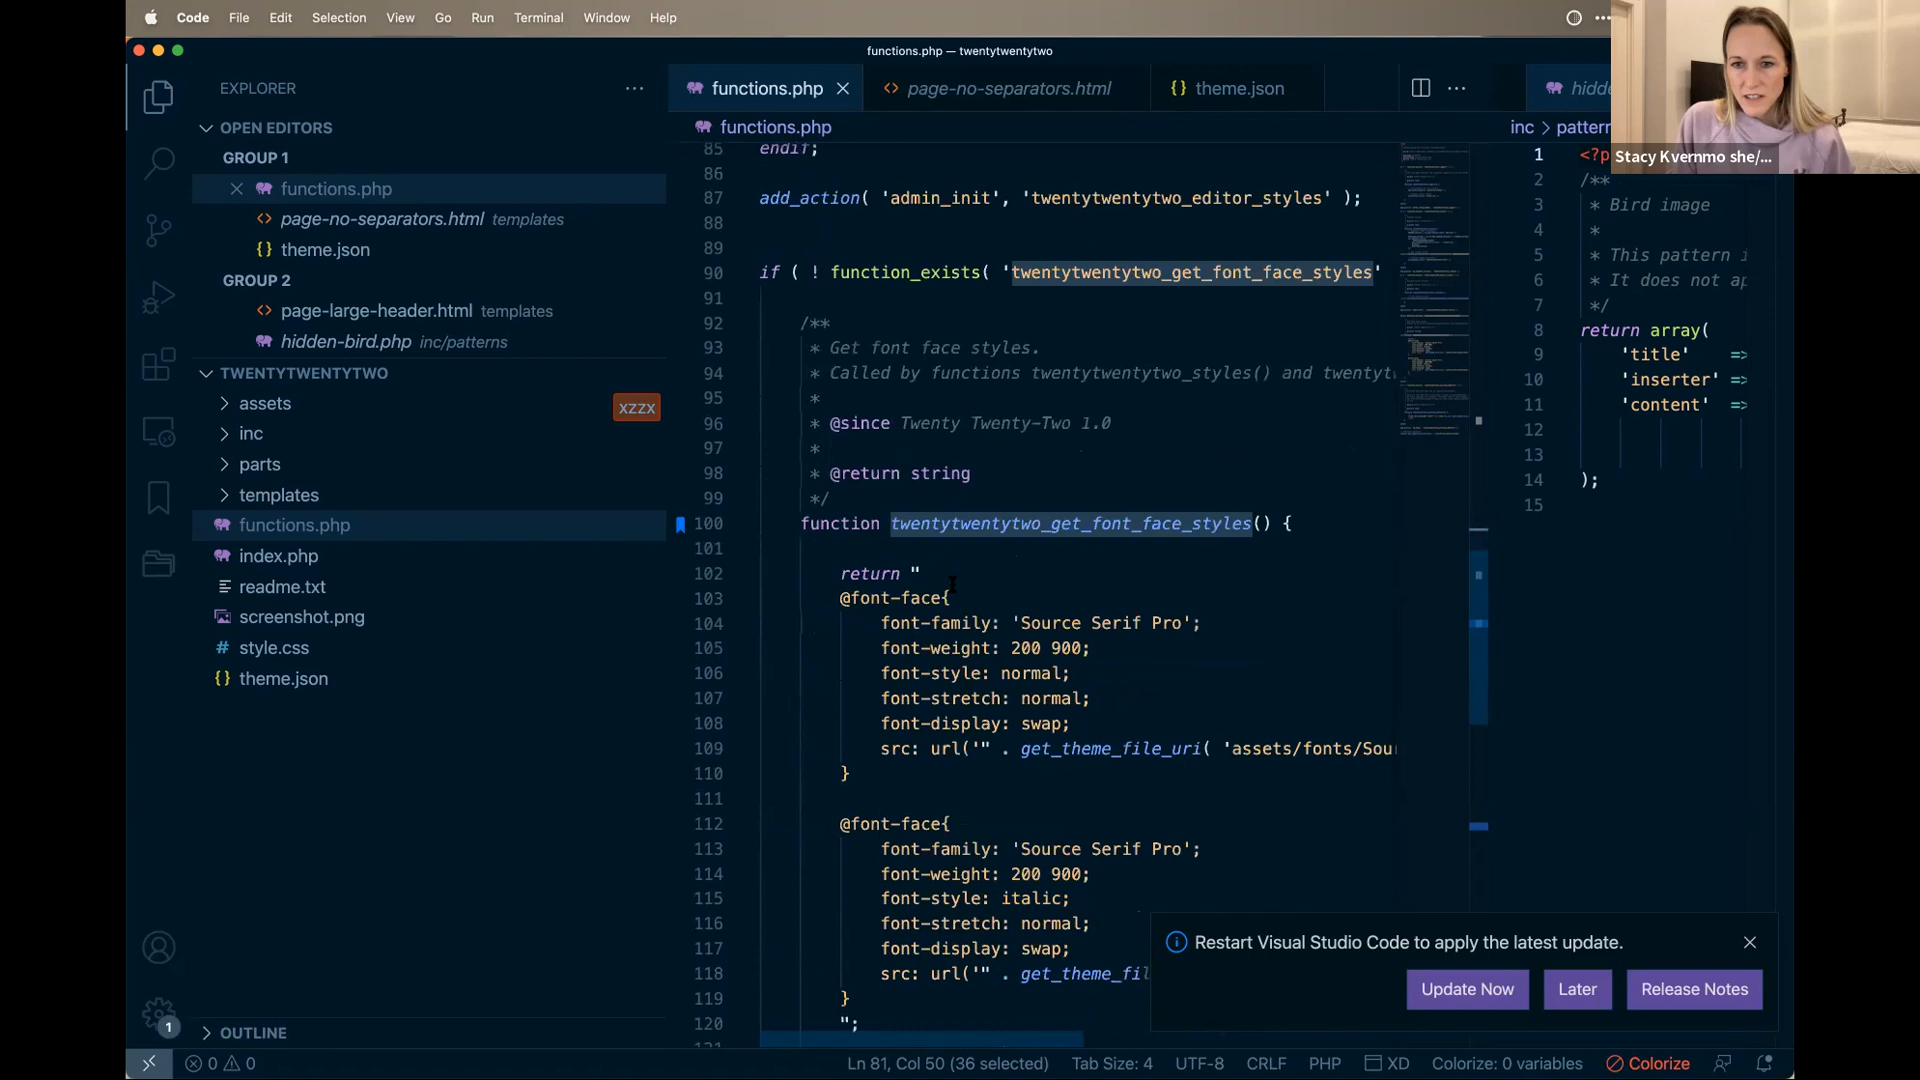 Code File Edit Selection View Go Run Terminal Window Help
functions.php — twentytwentytwo
EXPLORER
OPEN EDITORS
GROUP 1
functions.php
page-no-separators.html templates
theme.json
GROUP 2
page-large-header.html templates
hidden-bird.php inc/patterns
TWENTYTWENTYTWO
assets
XZZX
inc
parts
templates
functions.php
index.php
readme.txt
screenshot.png
style.css
theme.json
OUTLINE
functions.php page-no-separators.html theme.json
functions.php
85 endif;
86
87 add_action( 'admin_init', 'twentytwentytwo_editor_styles' );
88
89
90 if ( ! function_exists( 'twentytwentytwo_get_font_face_styles'
91
92 /**
93 * Get font face styles.
94 * Called by functions twentytwentytwo_styles() and twentyt
95 *
96 * @since Twenty Twenty-Two 1.0
97 *
98 * @return string
99 */
100 function twentytwentytwo_get_font_face_styles() {
101
102 return "
103 @font-face{
104 font-family: 'Source Serif Pro';
105 font-weight: 200 900;
106 font-style: normal;
107 font-stretch: normal;
108 font-display: swap;
109 src: url('" . get_theme_file_uri( 'assets/fonts/Sou
110 }
111
112 @font-face{
113 font-family: 'Source Serif Pro';
114 font-weight: 200 900;
115 font-style: italic;
116 font-stretch: normal;
117 font-display: swap;
118 src: url('" . get_theme_fil
119 }
120 ";
hidd
inc > pattern
Stacy Kvernmo she/...
1 <?p
2 /**
3 * Bird image
4 *
5 * This pattern i
6 * It does not ap
7 */
8 return array(
9 'title' =>
10 'inserter' =>
11 'content' =>
12
13
14 );
15
Restart Visual Studio Code to apply the latest update.
Update Now Later Release Notes
1
0 0 Ln 81, Col 50 (36 selected) Tab Size: 4 UTF-8 CRLF PHP XD Colorize: 0 variables Colorize